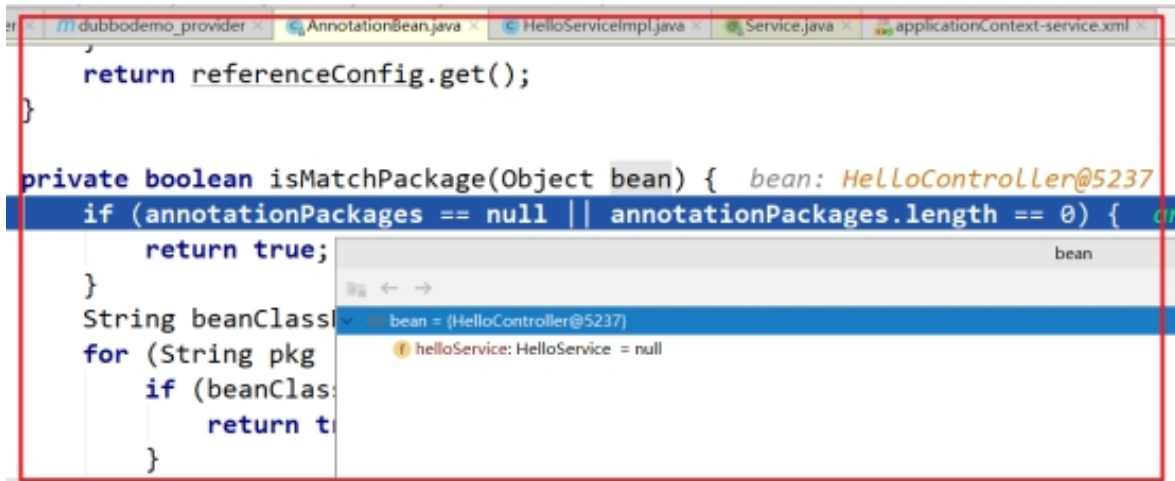 er dubbodemo_provider AnnotationBean.java HelloServiceImpl.java Service.java applicationContext-service.xml
}
return referenceConfig.get();
}
private boolean isMatchPackage(Object bean) { bean: HelloController@5237
if (annotationPackages == null || annotationPackages.length == 0) { an
return true;
bean
}
String beanClass
bean = {HelloController@5237}
for (String pkg
helloService: HelloService = null
if (beanClas
return t
}